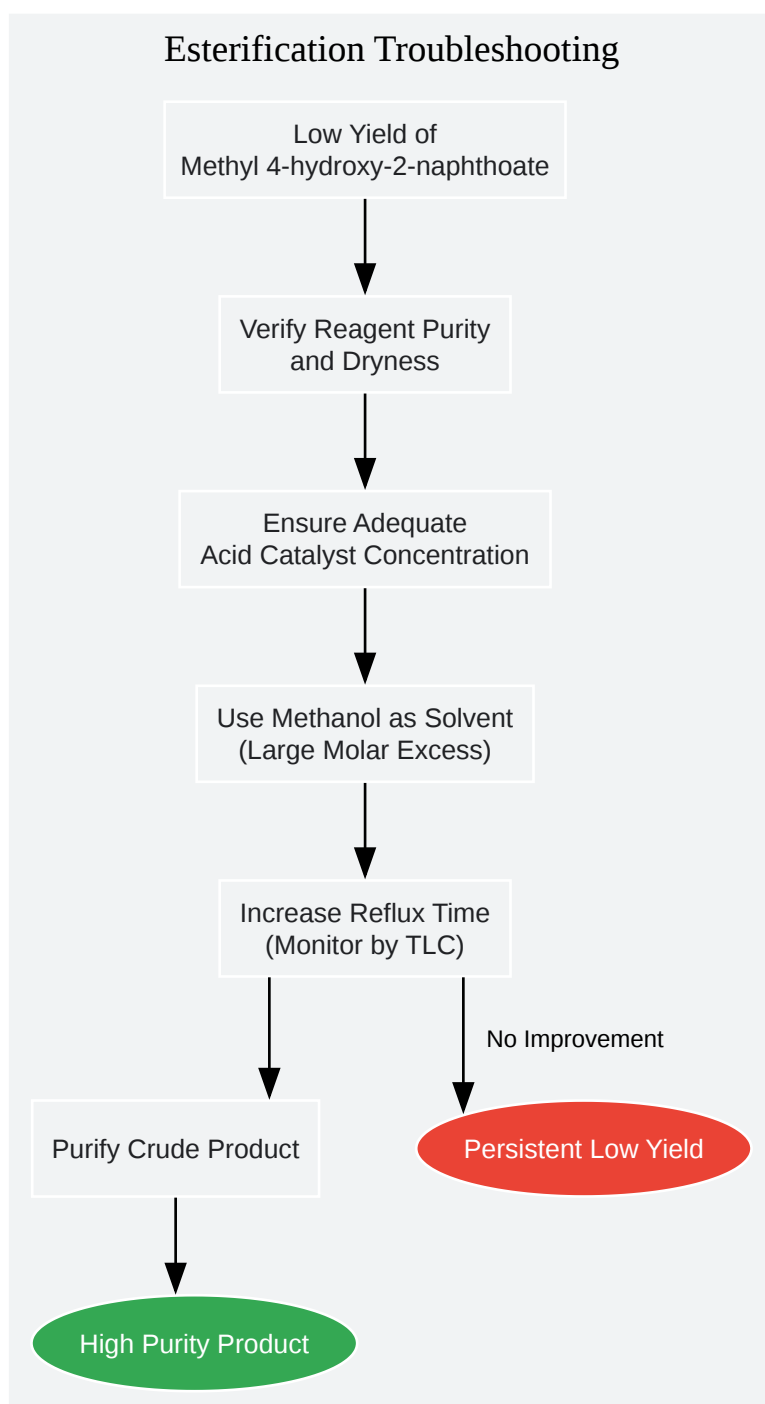 Esterification Troubleshooting
Low Yield of
Methyl 4-hydroxy-2-naphthoate
Verify Reagent Purity
and Dryness
Ensure Adequate
Acid Catalyst Concentration
Use Methanol as Solvent
(Large Molar Excess)
Increase Reflux Time
(Monitor by TLC)
No Improvement
Purify Crude Product
Persistent Low Yield
High Purity Product